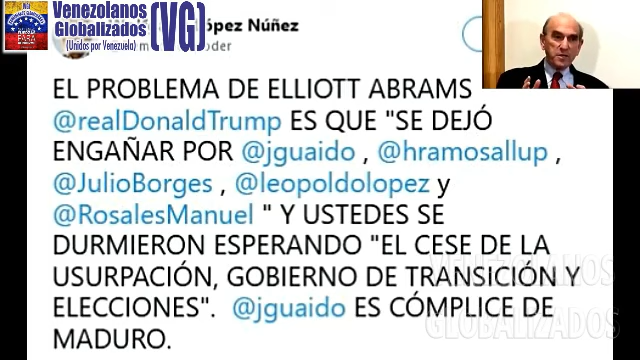 Venezolanos
Globalizados
(Unidos por Venezuela)
(VG)
ópez Núñez
oder
EL PROBLEMA DE ELLIOTT ABRAMS
@realDonaldTrump ES QUE "SE DEJÓ
ENGAÑAR POR @jguaido , @hramosallup ,
@JulioBorges , @leopoldolopez y
@RosalesManuel " Y USTEDES SE
DURMIERON ESPERANDO "EL CESE DE LA
USURPACIÓN, GOBIERNO DE TRANSICIÓN Y
ELECCIONES". @jguaido ES CÓMPLICE DE
MADURO.
VENEZOLANOS
GLOBALIZADOS